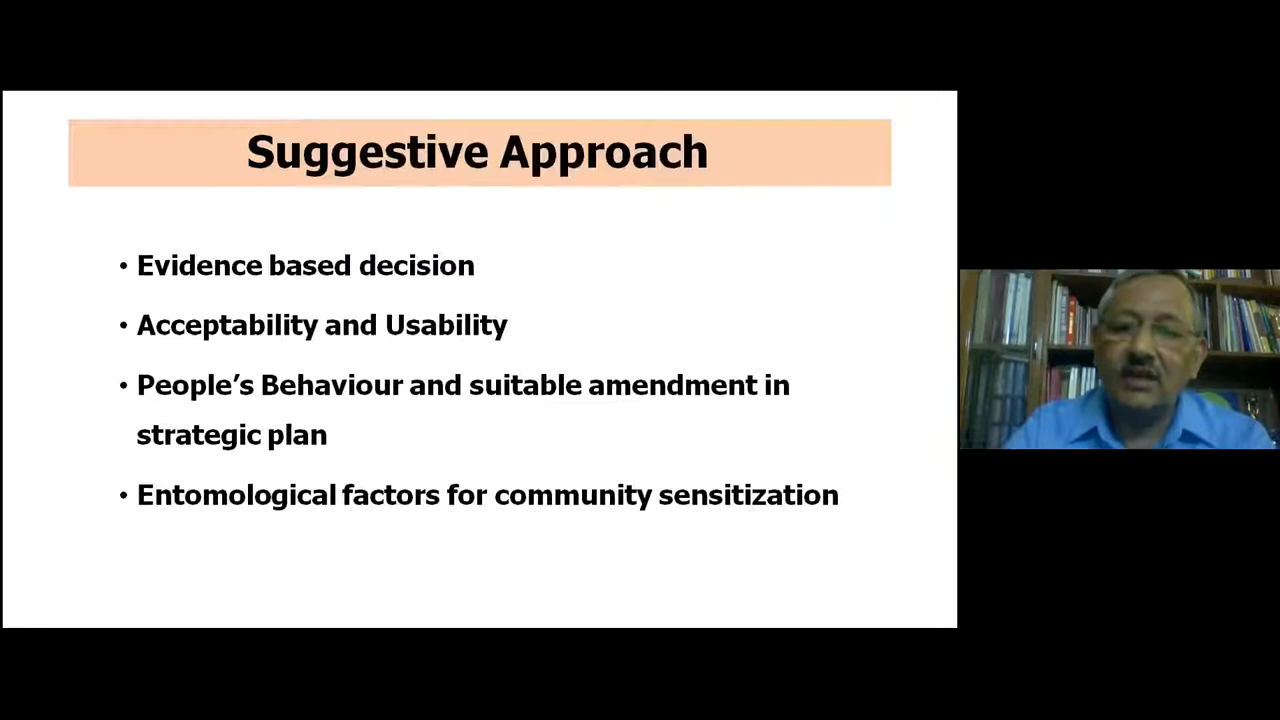 Suggestive Approach
• Evidence based decision
• Acceptability and Usability
• People’s Behaviour and suitable amendment in
strategic plan
• Entomological factors for community sensitization